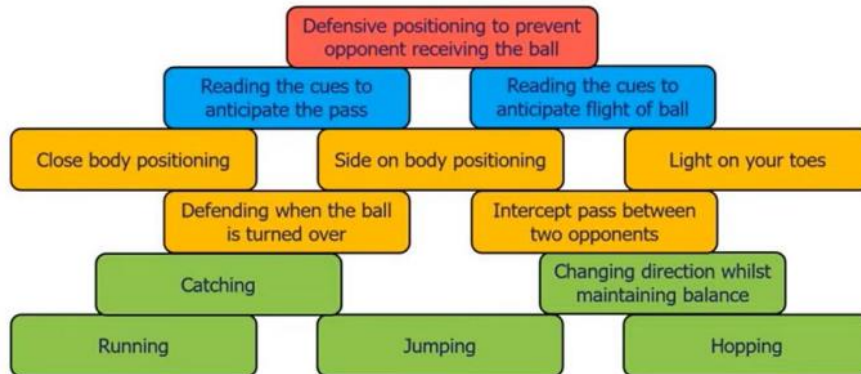 Defensive positioning to prevent
opponent receiving the ball
Reading the cues to
anticipate the pass
Reading the cues to
anticipate flight of ball
Close body positioning
Side on body positioning
Light on your toes
Defending when the ball
is turned over
Intercept pass between
two opponents
Catching
Changing direction whilst
maintaining balance
Running
Jumping
Hopping